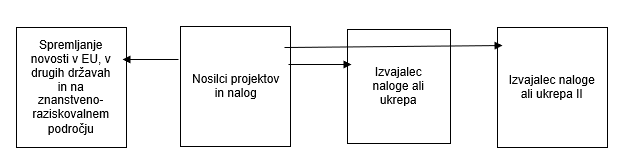 Spremljanje
novosti v EU, v
drugih državah
in na
znanstveno-
raziskovalnem
področju
Nosilci projektov
in nalog
Izvajalec
naloge ali
ukrepa
Izvajalec naloge
ali ukrepa II